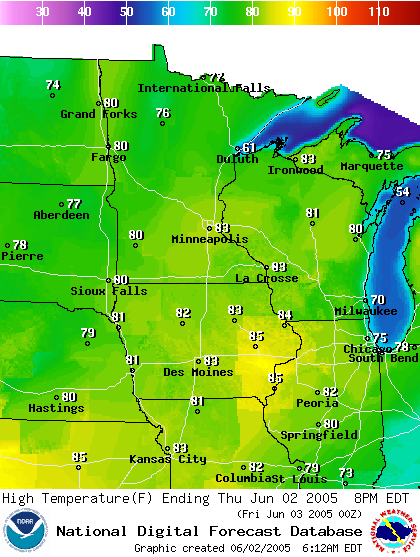 30 40 50 60 70 80 90 100 110
77
74
International Falls
80
Grand Forks
76
80
Fargo
61
Duluth
83
Ironwood
75
Marquette
54
77
Aberdeen
81
83
Minneapolis
80
80
78
Pierre
83
La Crosse
80
Sioux Falls
70
Milwaukee
81
82
83
84
79
75
Chicago
78
South Bend
85
81
83
Des Moines
85
80
Hastings
81
82
Peoria
80
Springfield
83
Kansas City
85
82
Columbia
79
St Louis
73
High Temperature(F) Ending Thu Jun 02 2005 8PM EDT
(Fri Jun 03 2005 00Z)
National Digital Forecast Database
Graphic created 06/02/2005 6:12AM EDT
NOAA
NATIONAL WEATHER SERVICE